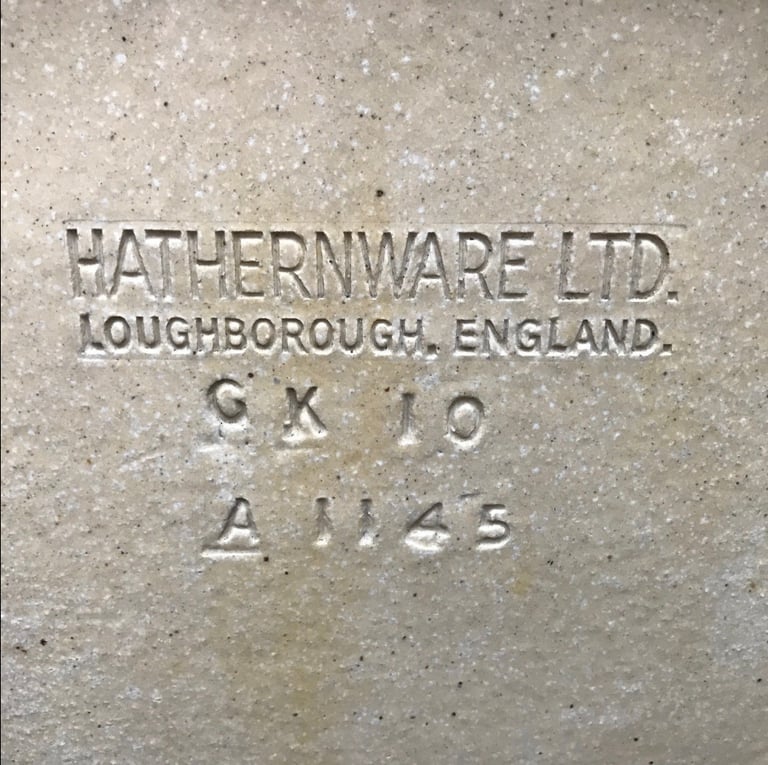 HATHERNWARE LTD.
LOUGHBOROUGH, ENGLAND.
GK 10
A 1145